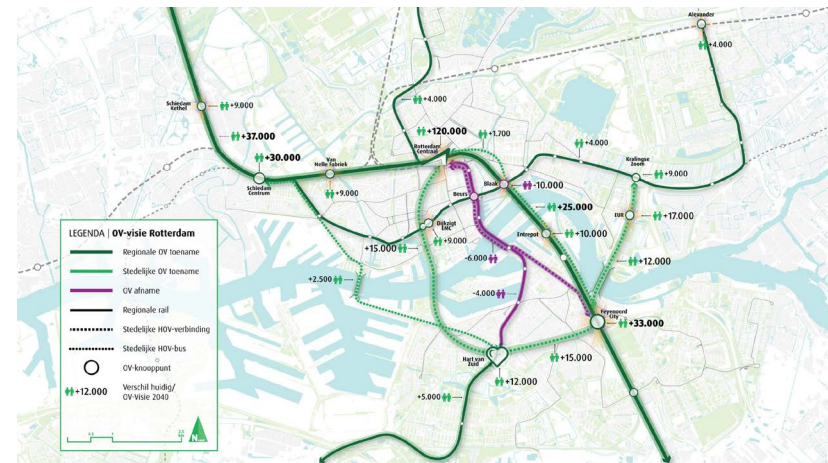 Alexander
+4.000
Schiedam
Kethel
+9.000
+4.000
+37.000
Rotterdam
Centraal
+120.000
+1.700
+4.000
+30.000
Van
Nelle Fabriek
Kralingse
Zoom
+9.000
Schiedam
Centrum
+9.000
Blaak
-10.000
Beurs
+25.000
EUR
+17.000
Dijkzigt
EMC
+9.000
+15.000
Entrepot
+10.000
-6.000
+12.000
+2.500
-4.000
Feyenoord
City
+33.000
Hart van
Zuid
+15.000
+12.000
+5.000
LEGENDA | OV-visie Rotterdam
Regionale OV toename
Stedelijke OV toename
OV afname
Regionale rail
Stedelijke HOV-verbinding
Stedelijke HOV-bus
OV-knooppunt
+12.000
Verschil huidig/
OV-Visie 2040
N